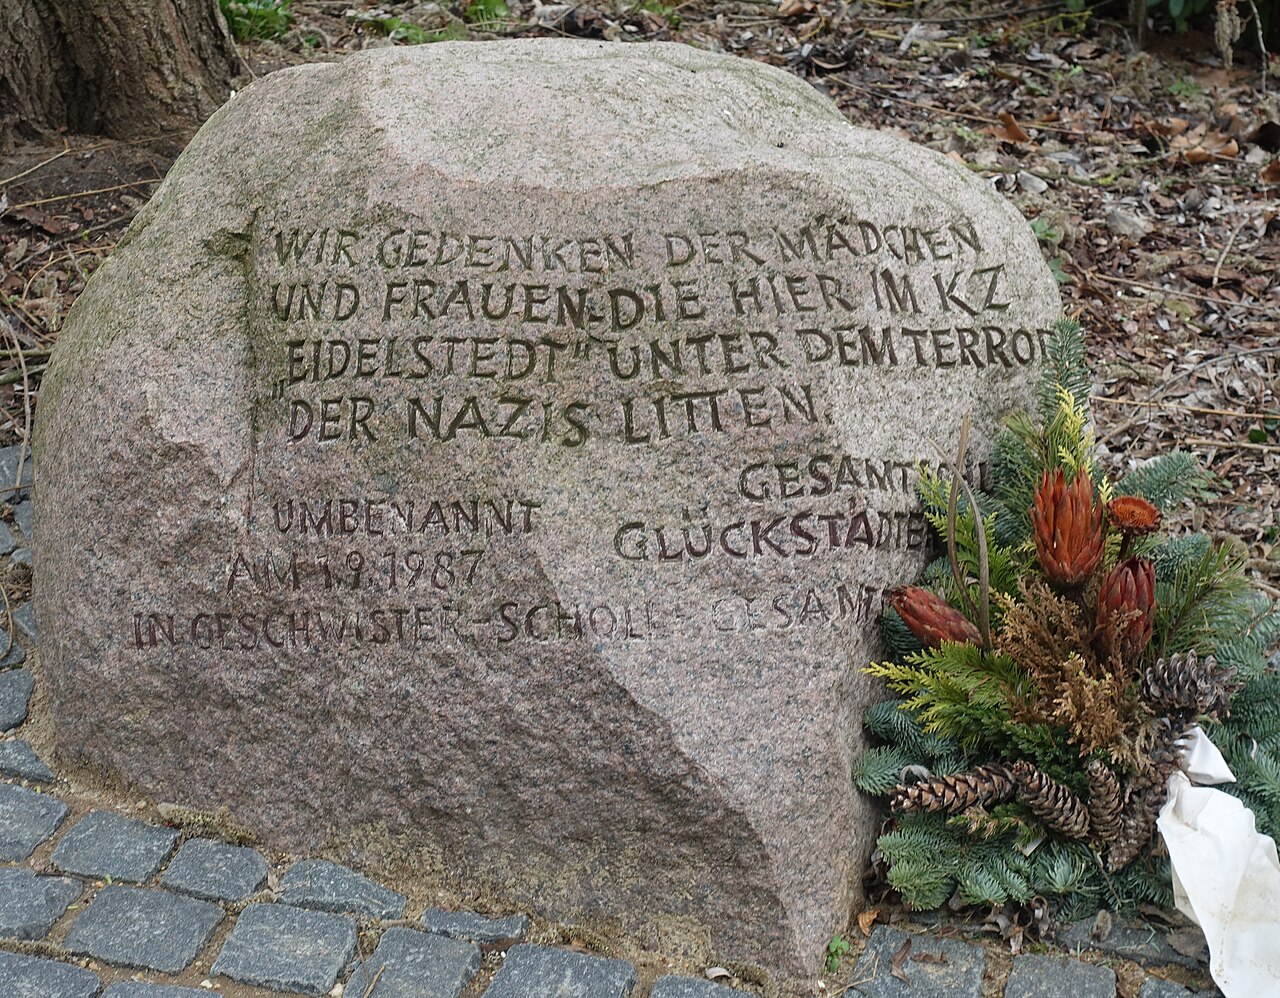 WIR GEDENKEN DER MÄDCHEN
UND FRAUEN-DIE HIER IM KZ
„EIDELSTEDT" UNTER DEM TERROR
DER NAZIS LITTEN
GESAMTSCHU
GLÜCKSTÄDTER
UMBENANNT
AM 1.9.1987
IN GESCHWISTER-SCHOLL-GESAMT